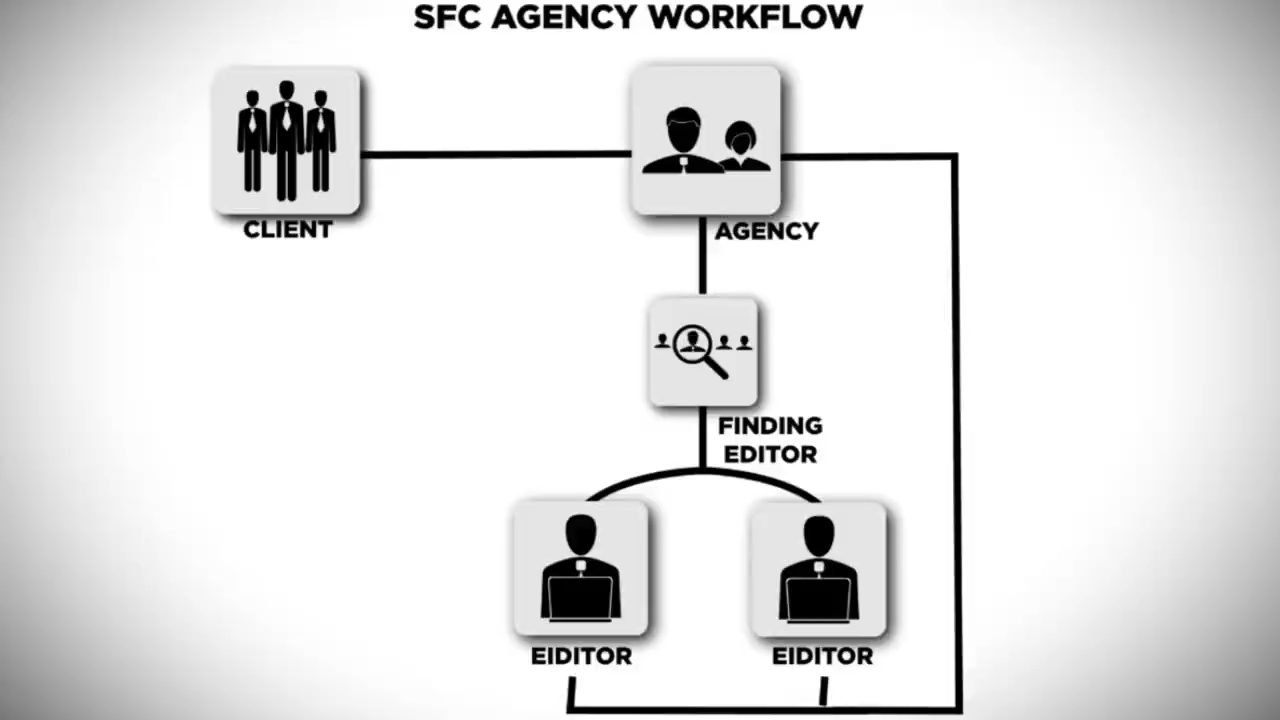 SFC AGENCY WORKFLOW
CLIENT
AGENCY
FINDING
EDITOR
EIDITOR
EIDITOR